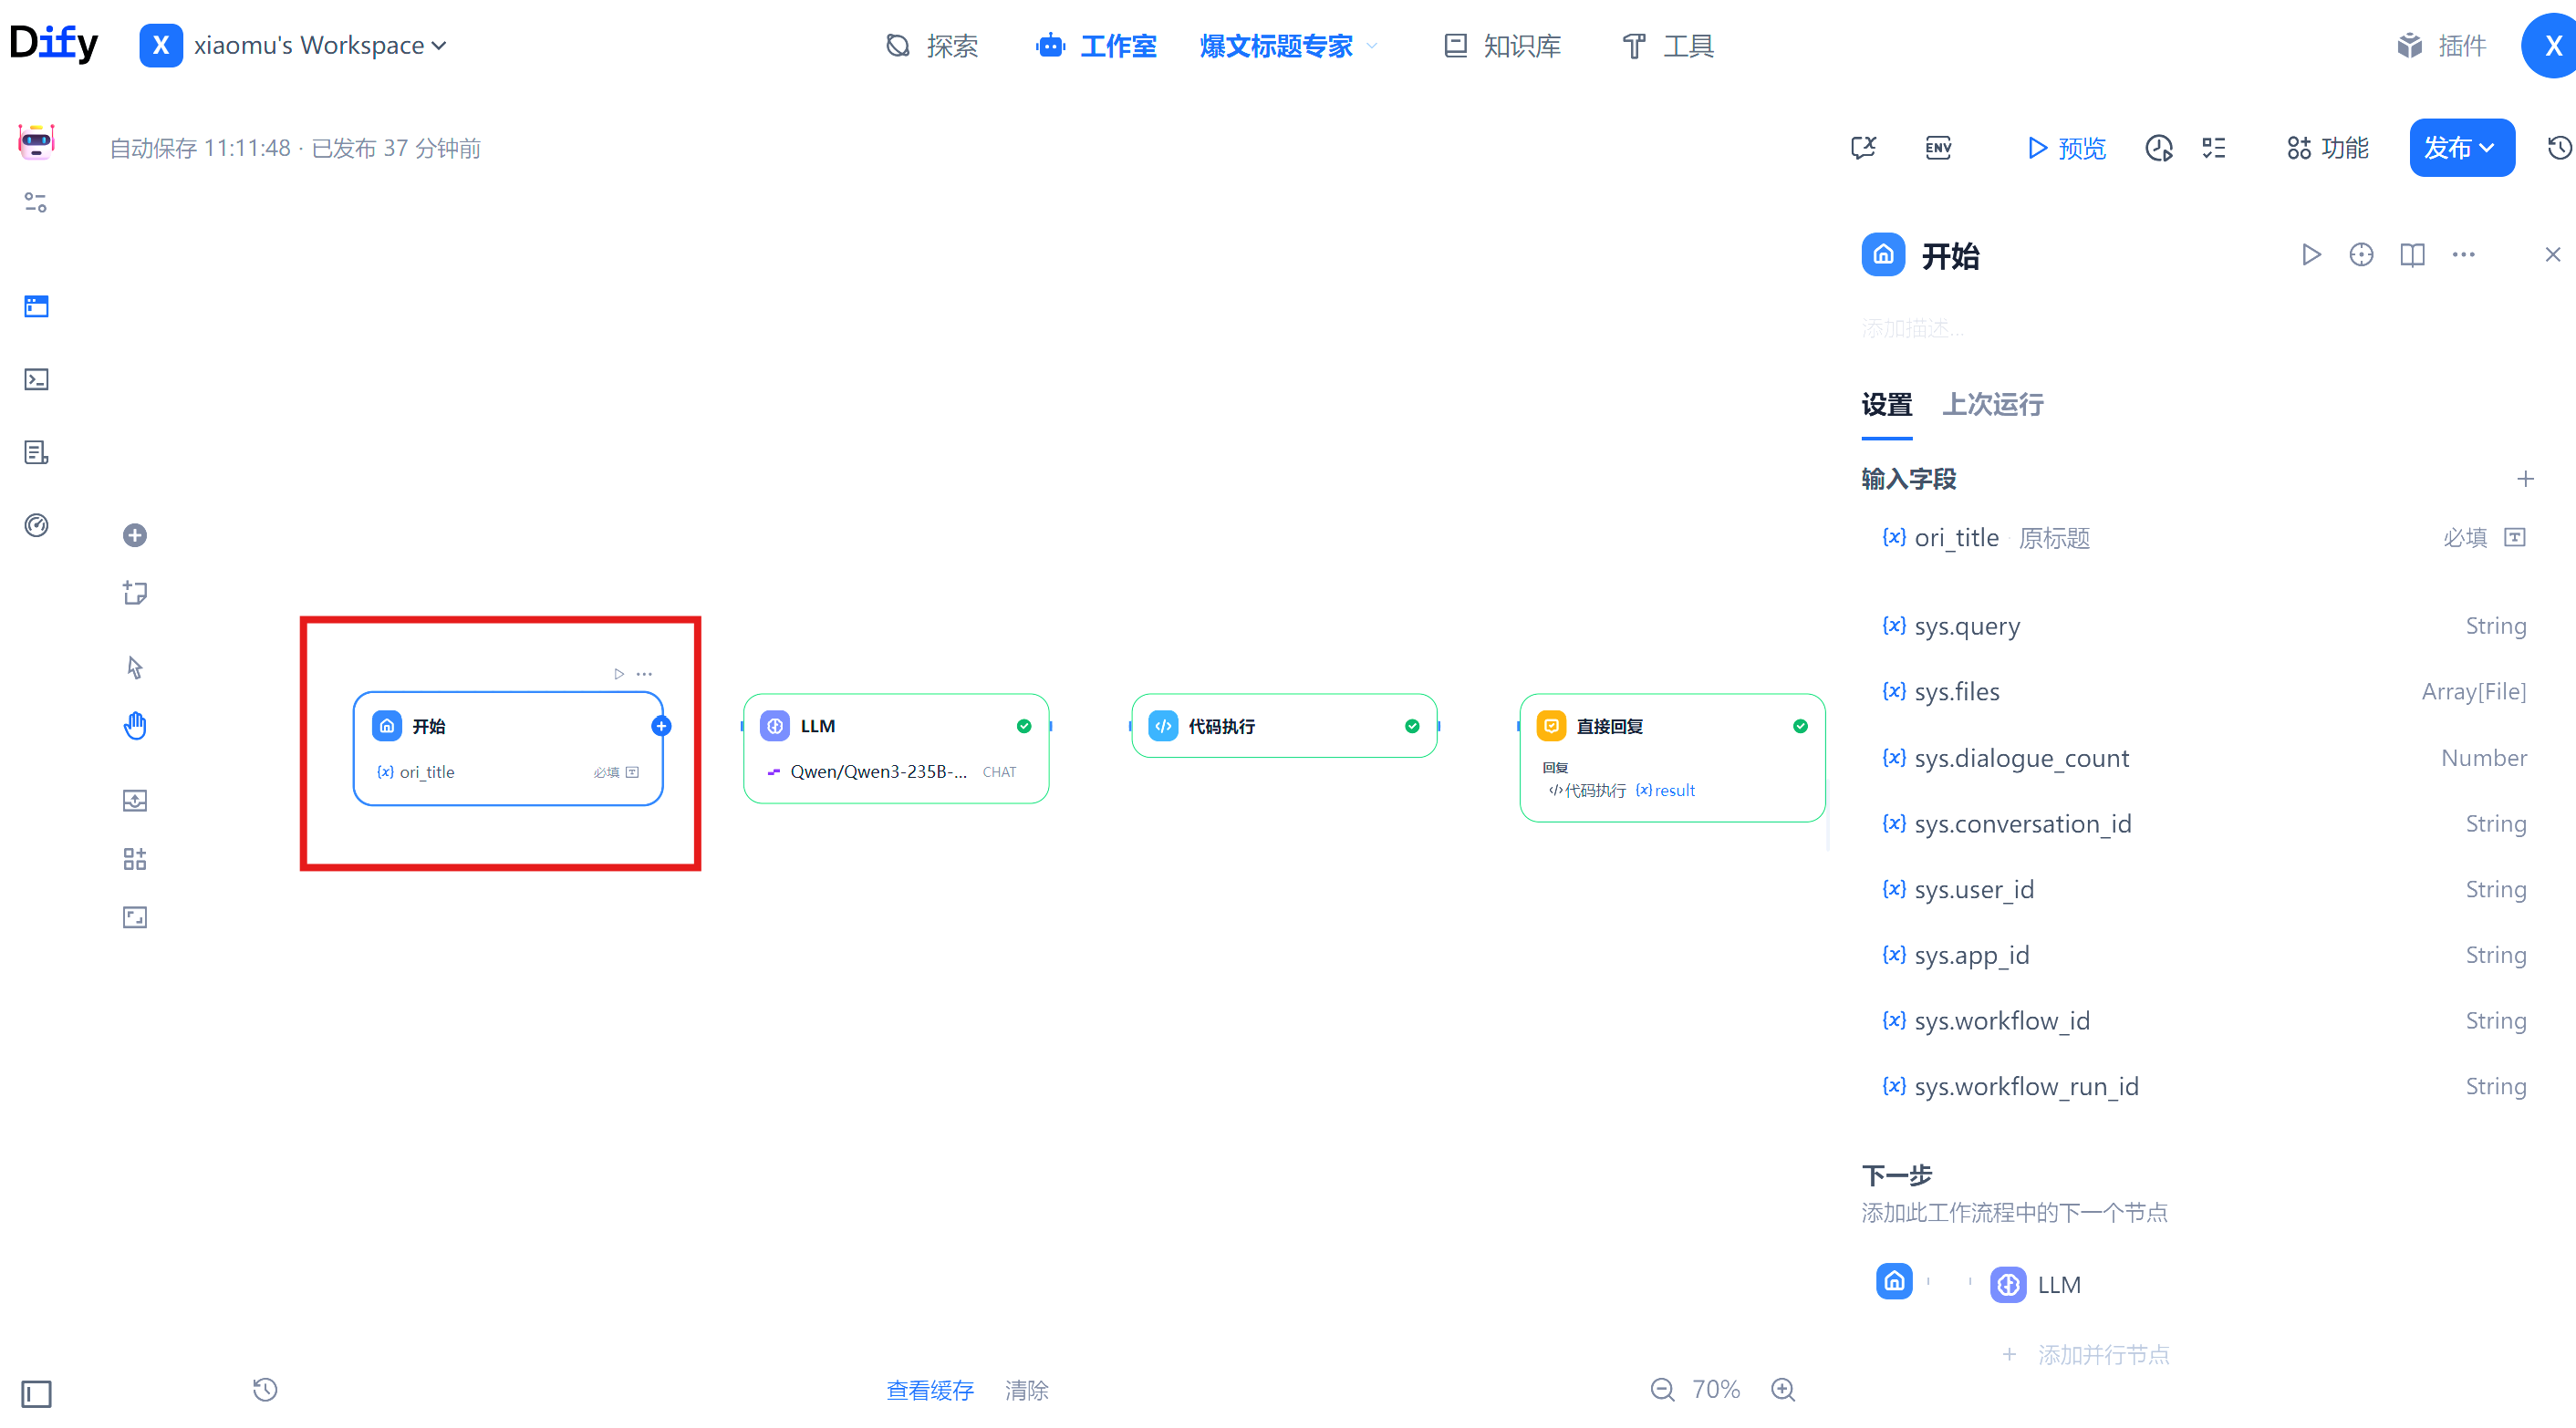 Dify
X xiaomu's Workspace
探索
工作室
爆文标题专家
知识库
工具
插件
X
自动保存 11:11:48 · 已发布 37 分钟前
ENV
预览
功能
发布
开始
添加描述...
设置 上次运行
输入字段
{x} ori_title · 原标题 必填
{x} sys.query String
{x} sys.files Array[File]
{x} sys.dialogue_count Number
{x} sys.conversation_id String
{x} sys.user_id String
{x} sys.app_id String
{x} sys.workflow_id String
{x} sys.workflow_run_id String
下一步
添加此工作流程中的下一个节点
LLM
+ 添加并行节点
开始
{x} ori_title 必填
LLM
Qwen/Qwen3-235B-... CHAT
代码执行
直接回复
回复
代码执行 {x} result
查看缓存 清除
70%